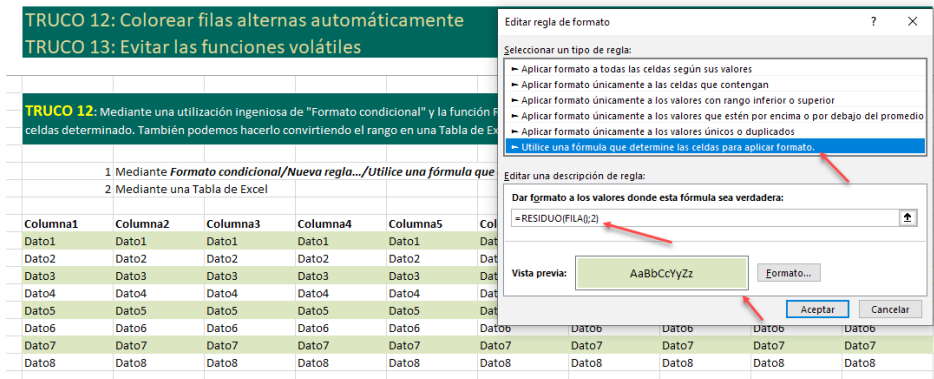 TRUCO 12: Colorear filas alternas automáticamente
TRUCO 13: Evitar las funciones volátiles
TRUCO 12: Mediante una utilización ingeniosa de "Formato condicional" y la función
celdas determinado. También podemos hacerlo convirtiendo el rango en una Tabla de
1 Mediante Formato condicional/Nueva regla.../Utilice una fórmula que
2 Mediante una Tabla de Excel
Columna1 Columna2 Columna3 Columna4 Columna5
Dato1 Dato1 Dato1 Dato1 Dato1
Dato2 Dato2 Dato2 Dato2 Dato2
Dato3 Dato3 Dato3 Dato3 Dato3
Dato4 Dato4 Dato4 Dato4 Dato4
Dato5 Dato5 Dato5 Dato5 Dato5
Dato6 Dato6 Dato6 Dato6 Dato6 Dato6 Dato6 Dato6 Dato6 Dato6
Dato7 Dato7 Dato7 Dato7 Dato7 Dato7 Dato7 Dato7 Dato7 Dato7
Dato8 Dato8 Dato8 Dato8 Dato8 Dato8 Dato8 Dato8 Dato8 Dato8
Editar regla de formato ? ×
Seleccionar un tipo de regla:
► Aplicar formato a todas las celdas según sus valores
► Aplicar formato únicamente a las celdas que contengan
► Aplicar formato únicamente a los valores con rango inferior o superior
► Aplicar formato únicamente a los valores que estén por encima o por debajo del promedio
► Aplicar formato únicamente a los valores únicos o duplicados
► Utilice una fórmula que determine las celdas para aplicar formato.
Editar una descripción de regla:
Dar formato a los valores donde esta fórmula sea verdadera:
=RESIDUO(FILA();2)
Vista previa: AaBbCcYyZz Formato...
Aceptar Cancelar